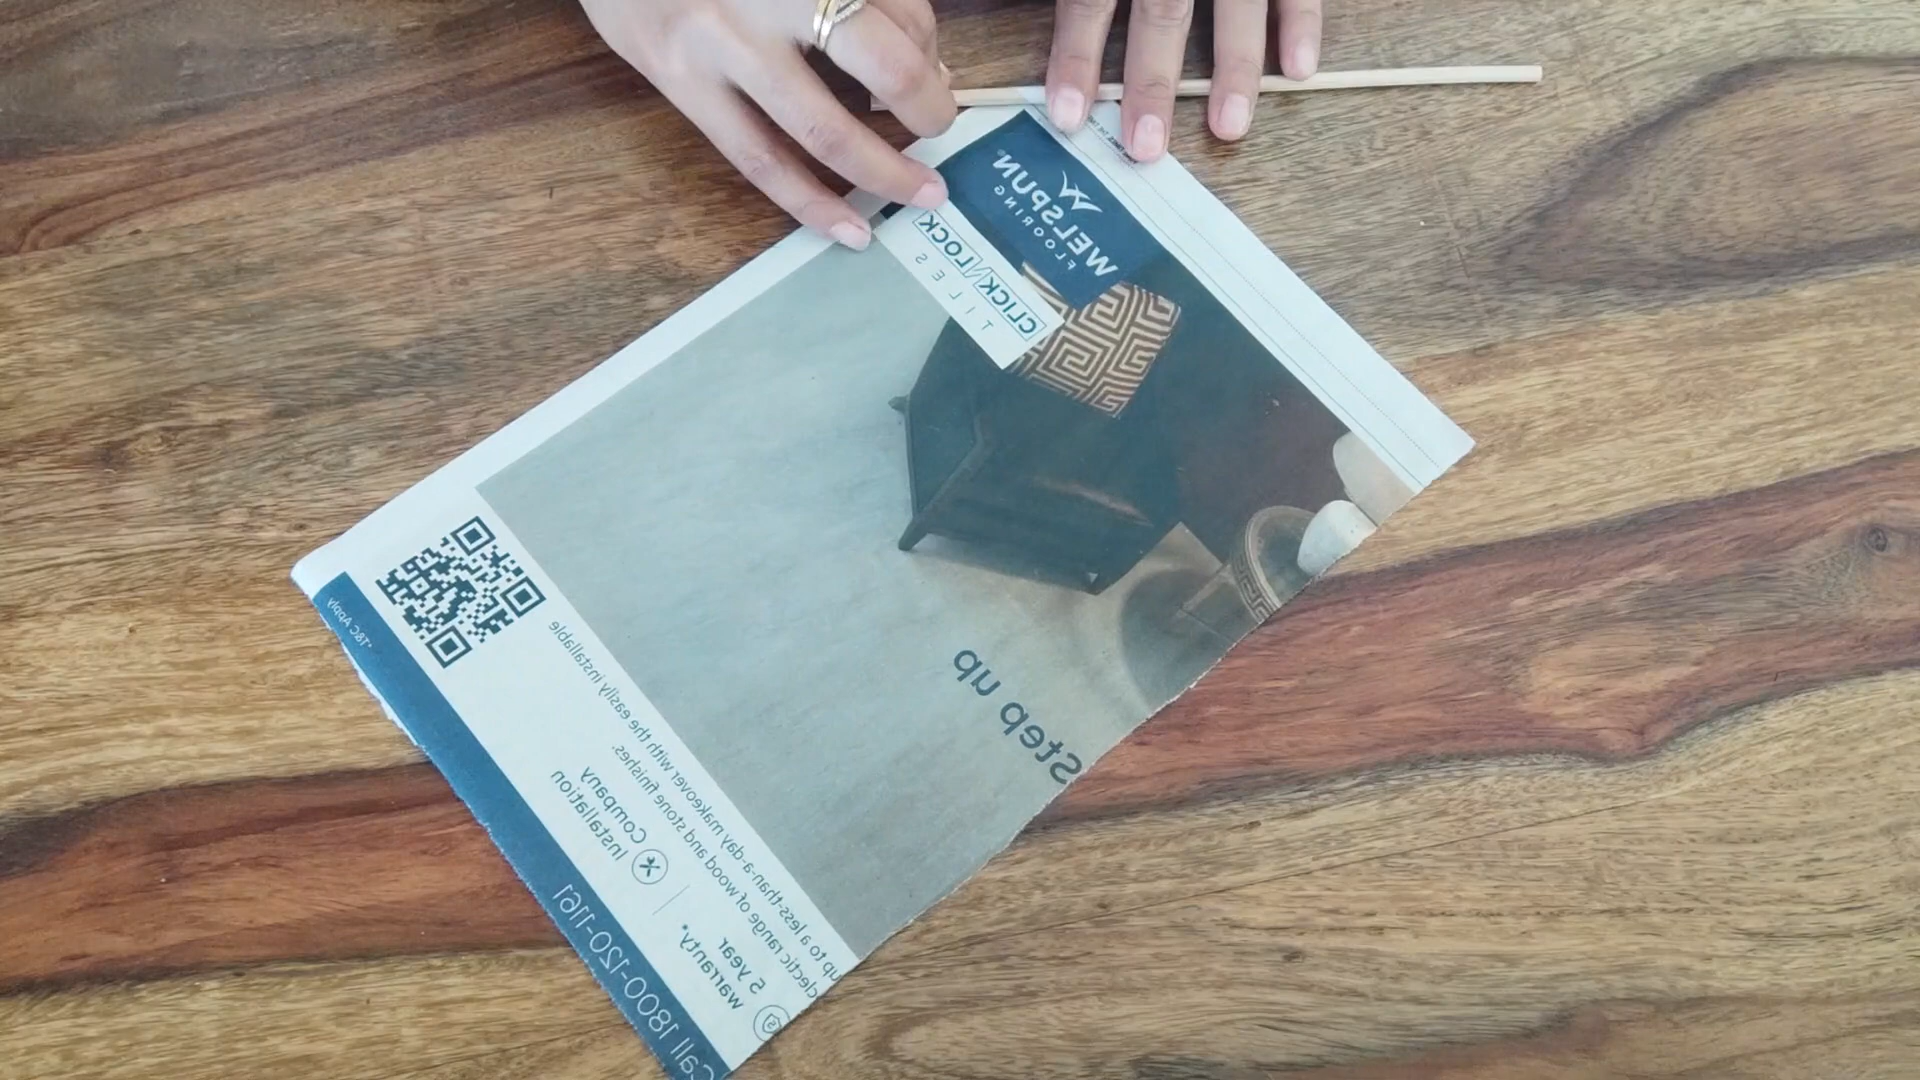 WELSPUN
FLOORING
CLICK N LOCK
TILES
Step up
up to a less-than-a-day makeover with the easily installable
clectic range of wood and stone finishes.
5 year
warranty*
Company
Installation
Call 1800-120-1161
*T&C Apply